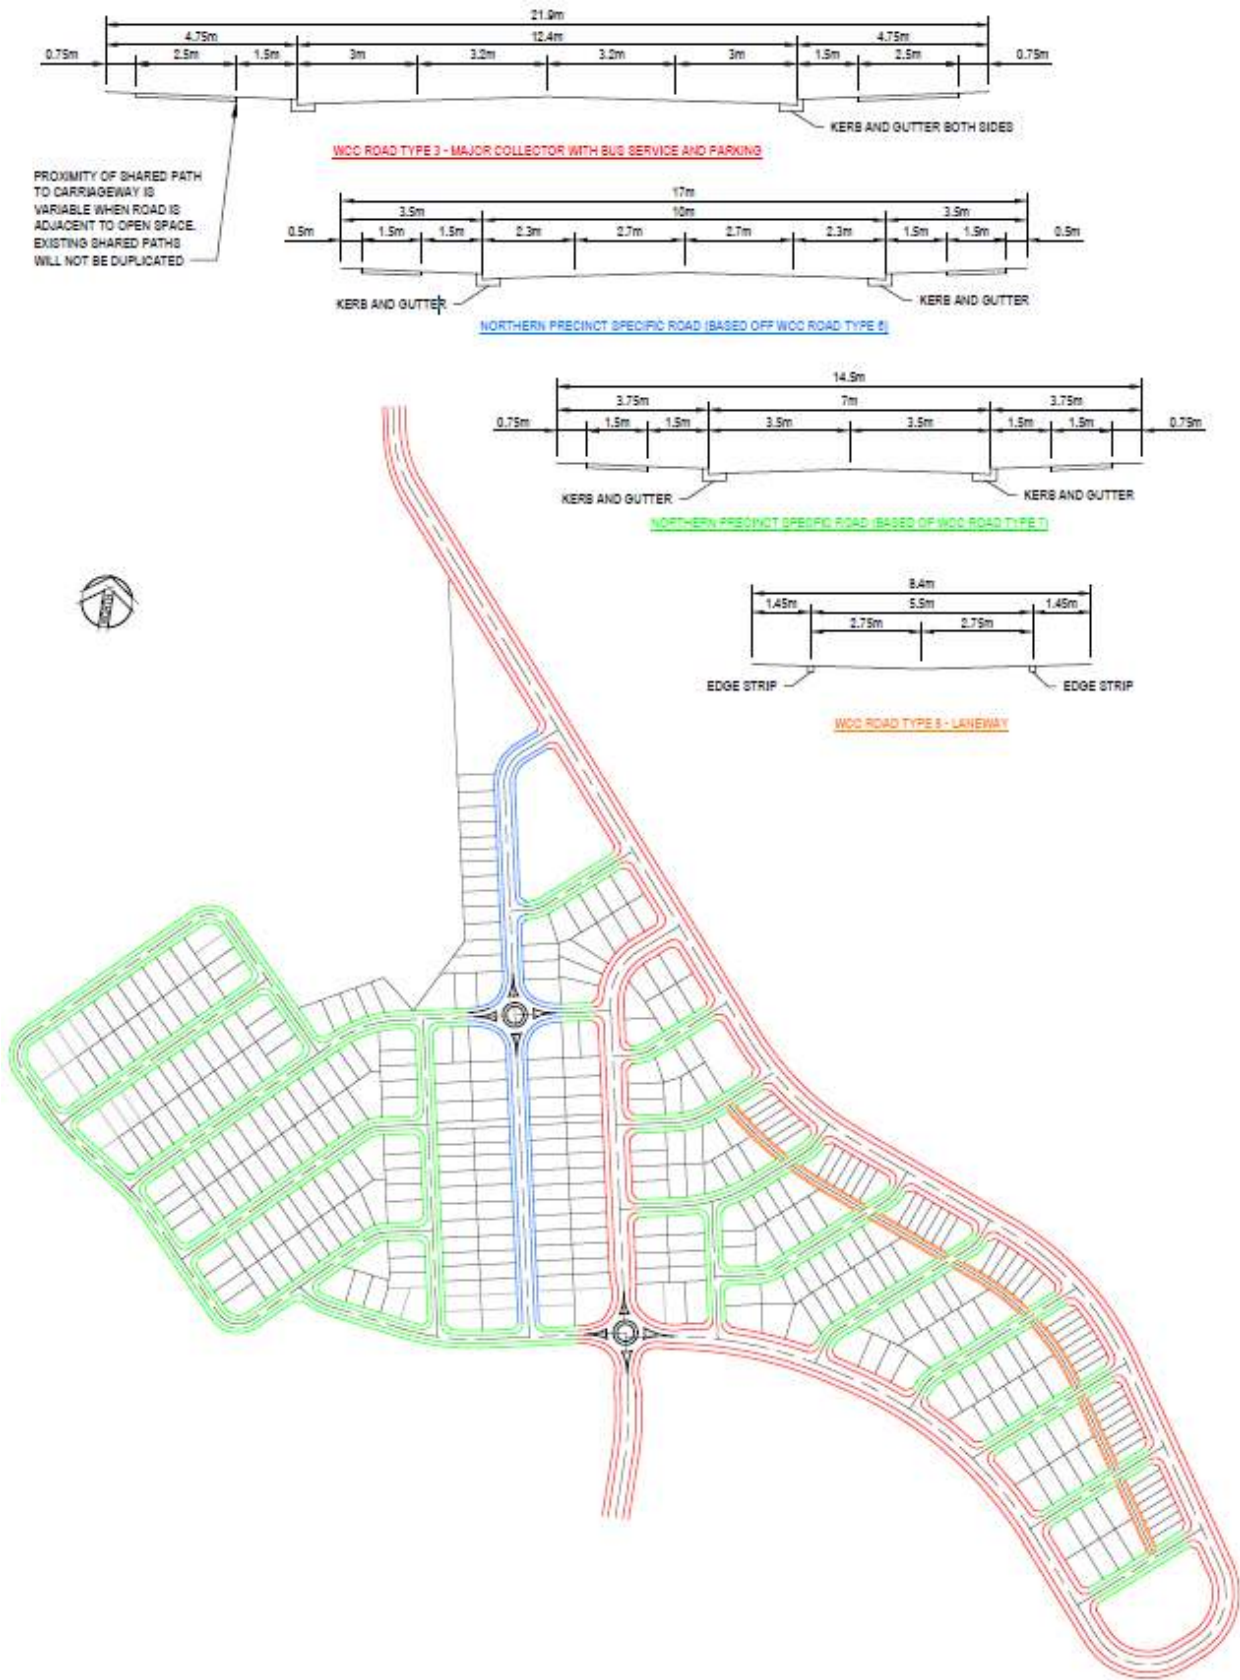 21.9m
4.75m 12.4m 4.75m
0.75m 2.5m 1.5m 3m 3.2m 3.2m 3m 1.5m 2.5m 0.75m
KERB AND GUTTER BOTH SIDES
WCC ROAD TYPE 3 - MAJOR COLLECTOR WITH BUS SERVICE AND PARKING
PROXIMITY OF SHARED PATH
TO CARRIAGEWAY IS
VARIABLE WHEN ROAD IS
ADJACENT TO OPEN SPACE.
EXISTING SHARED PATHS
WILL NOT BE DUPLICATED
17m
3.5m 10m 3.5m
0.5m 1.5m 1.5m 2.3m 2.7m 2.7m 2.3m 1.5m 1.5m 0.5m
KERB AND GUTTER KERB AND GUTTER
NORTHERN PRECINCT SPECIFIC ROAD (BASED OFF WCC ROAD TYPE 6)
14.5m
3.75m 7m 3.75m
0.75m 1.5m 1.5m 3.5m 3.5m 1.5m 1.5m 0.75m
KERB AND GUTTER KERB AND GUTTER
NORTHERN PRECINCT SPECIFIC ROAD (BASED OF WCC ROAD TYPE 7)
8.4m
1.45m 5.5m 1.45m
2.75m 2.75m
EDGE STRIP EDGE STRIP
WCC ROAD TYPE 8 - LANEWAY